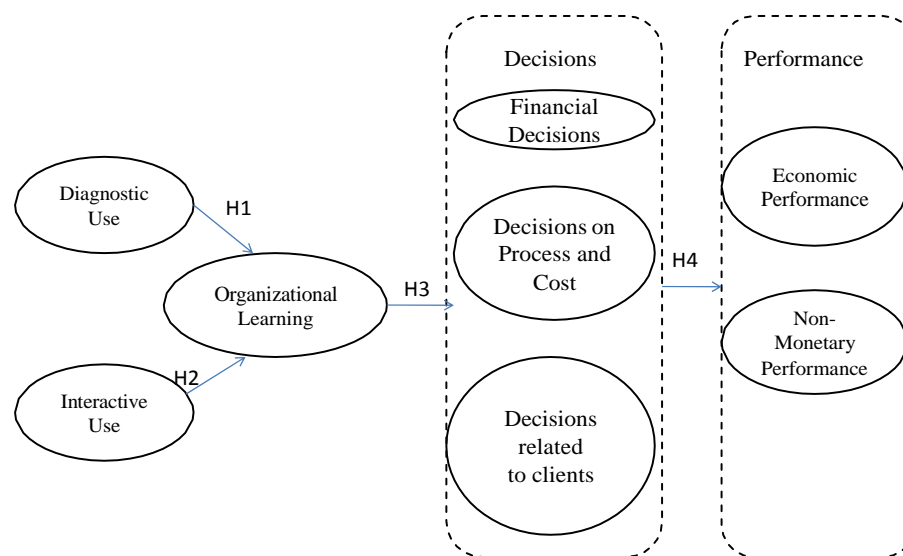 Diagnostic
Use
H1
Interactive
Use
H2
Organizational
Learning
H3
Decisions
Financial
Decisions
Decisions on
Process and
Cost
Decisions
related
to clients
H4
Performance
Economic
Performance
Non-
Monetary
Performance